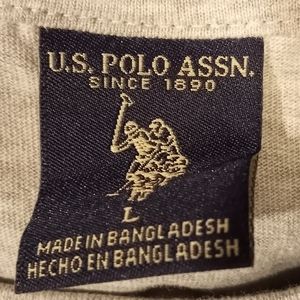 U.S. POLO ASSN.
SINCE 1890
L
MADE IN BANGLADESH
HECHO EN BANGLADESH